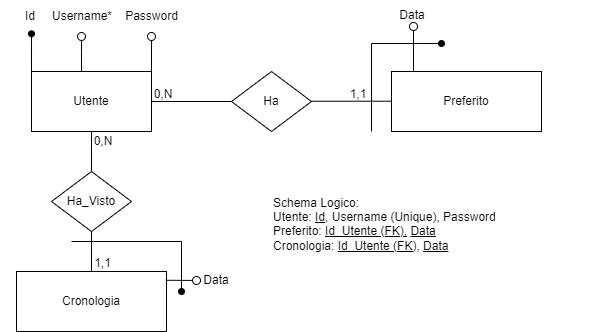 Id Username* Password
Data
Utente
0,N
Ha
1,1
Preferito
0,N
Ha_Visto
1,1
Data
Cronologia
Schema Logico:
Utente: Id, Username (Unique), Password
Preferito: Id_Utente (FK), Data
Cronologia: Id_Utente (FK), Data